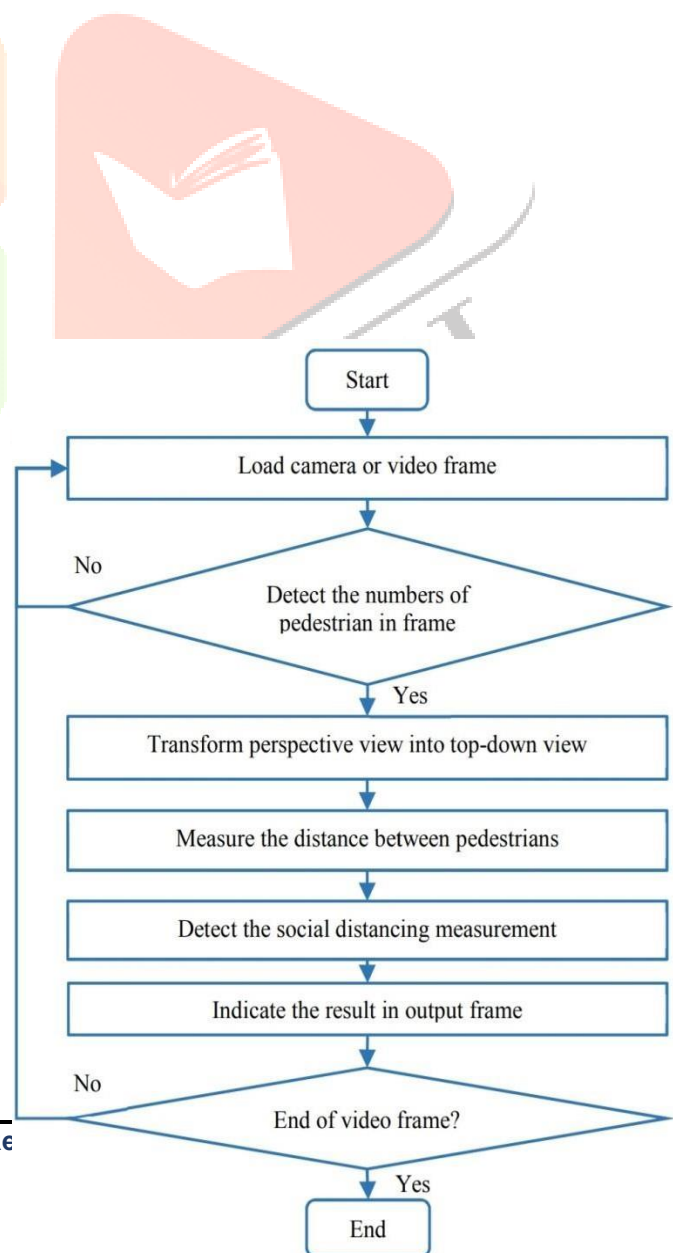 Start
Load camera or video frame
No
Detect the numbers of
pedestrian in frame
Yes
Transform perspective view into top-down view
Measure the distance between pedestrians
Detect the social distancing measurement
Indicate the result in output frame
No
End of video frame?
Yes
End